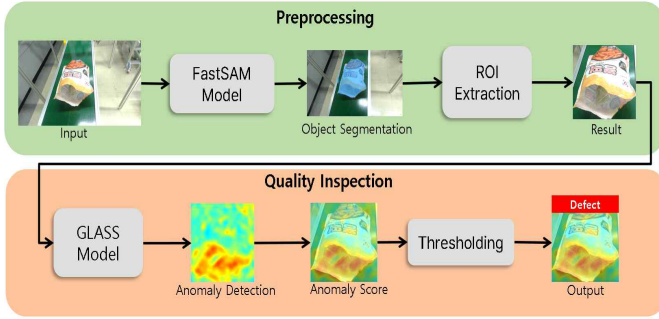 Preprocessing
FastSAM
Model
ROI
Extraction
Input
Object Segmentation
Result
Quality Inspection
GLASS
Model
Thresholding
Defect
Anomaly Detection
Anomaly Score
Output